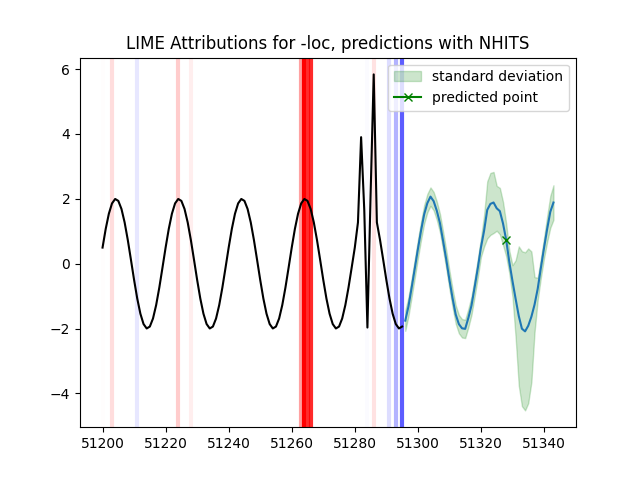 LIME Attributions for -loc, predictions with NHITS
standard deviation
predicted point
6
4
2
0
−2
−4
51200 51220 51240 51260 51280 51300 51320 51340